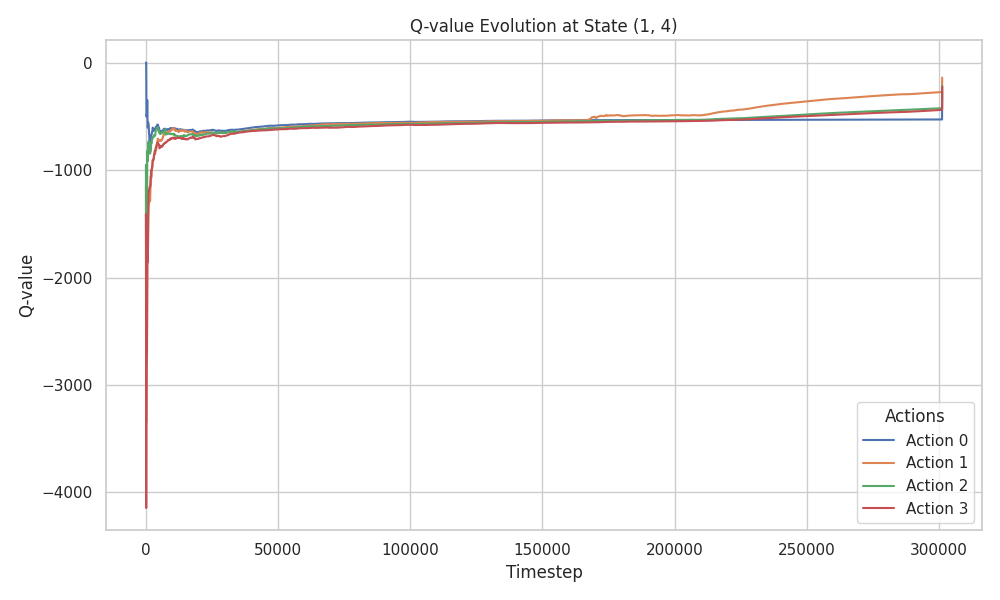 Q-value Evolution at State (1, 4)
Q-value
0
−1000
−2000
−3000
−4000
0
50000
100000
150000
200000
250000
300000
Timestep
Actions
Action 0
Action 1
Action 2
Action 3